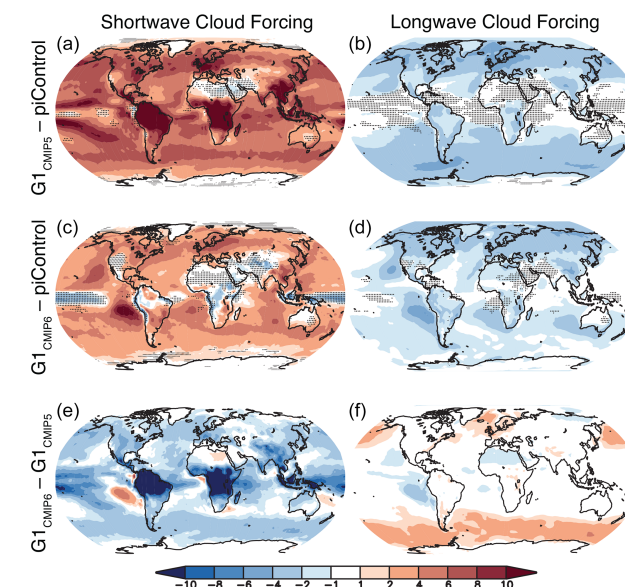 Shortwave Cloud Forcing Longwave Cloud Forcing
(a) (b)
G1CMIP5 – piControl
(c) (d)
G1CMIP6 – piControl
(e) (f)
G1CMIP6 – G1CMIP5
−10 −8 −6 −4 −2 −1 1 2 4 6 8 10